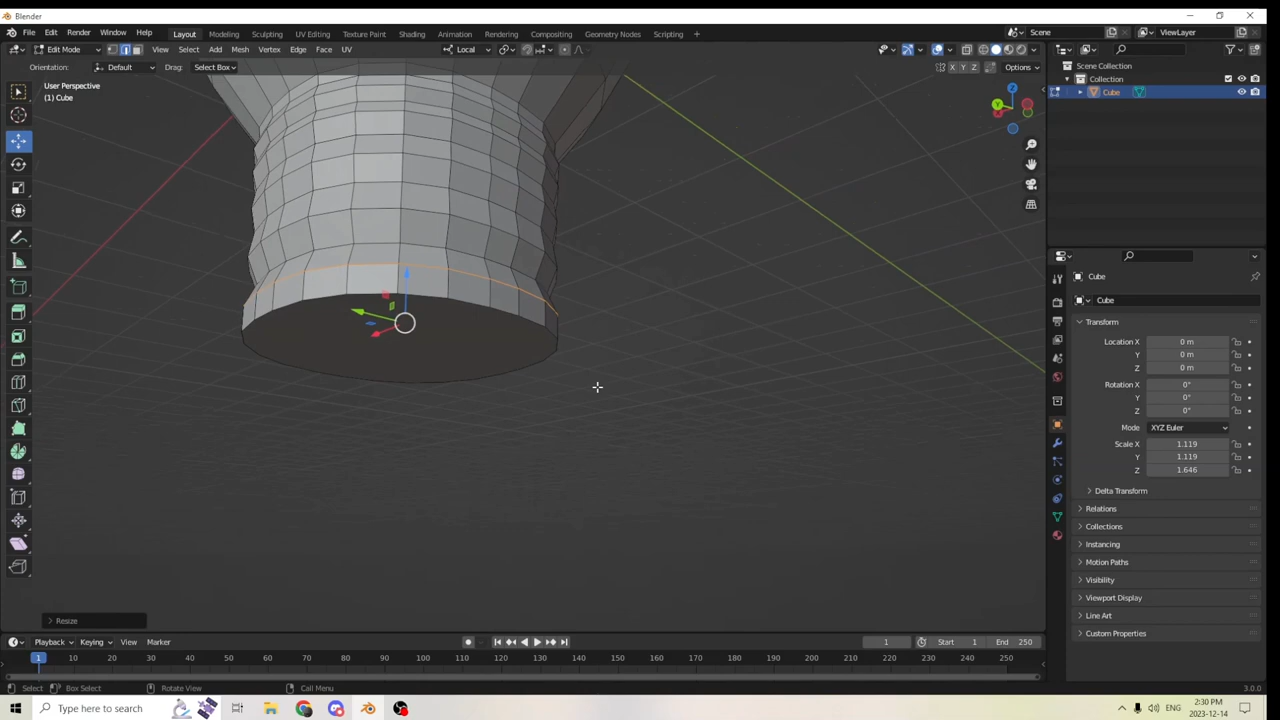 Blender
File Edit Render Window Help Layout Modeling Sculpting UV Editing Texture Paint Shading Animation Rendering Compositing Geometry Nodes Scripting + Scene ViewLayer
Edit Mode View Select Add Mesh Vertex Edge Face UV Local
Orientation: Default Drag: Select Box X Y Z Options
Scene Collection
Collection
Cube
User Perspective
(1) Cube
Z
Y
X
Cube
Cube
Transform
Location X 0 m
Y 0 m
Z 0 m
Rotation X 0°
Y 0°
Z 0°
Mode XYZ Euler
Scale X 1.119
Y 1.119
Z 1.646
Delta Transform
Relations
Collections
Instancing
Motion Paths
Visibility
Viewport Display
Line Art
Custom Properties
Resize
Playback Keying View Marker 1 Start 1 End 250
1 10 20 30 40 50 60 70 80 90 100 110 120 130 140 150 160 170 180 190 200 210 220 230 240 250
Select Box Select Rotate View Call Menu 3.0.0
Type here to search ENG 2:30 PM
2023-12-14